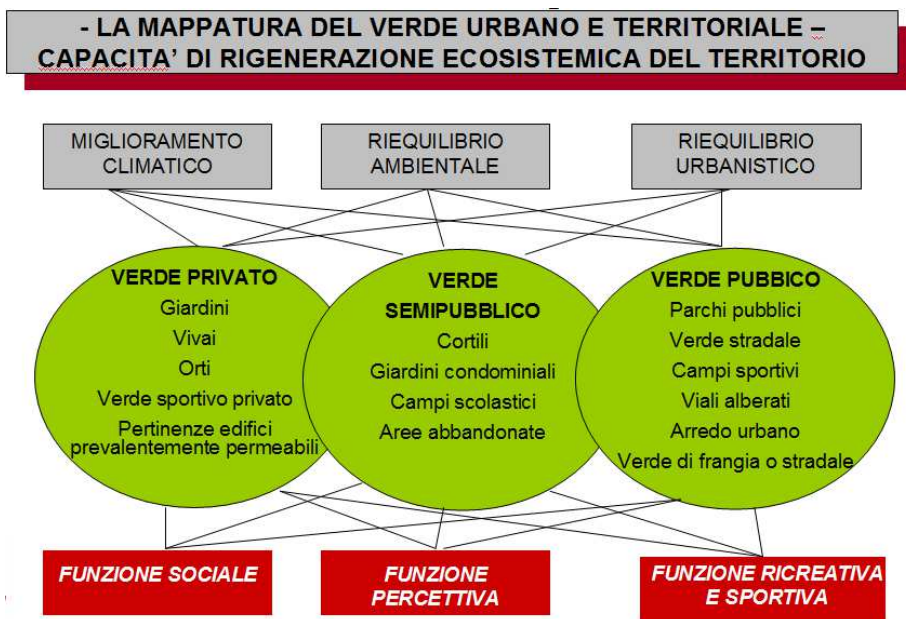 - LA MAPPATURA DEL VERDE URBANO E TERRITORIALE –
CAPACITA' DI RIGENERAZIONE ECOSISTEMICA DEL TERRITORIO
MIGLIORAMENTO
CLIMATICO
RIEQUILIBRIO
AMBIENTALE
RIEQUILIBRIO
URBANISTICO
VERDE PRIVATO
Giardini
Vivai
Orti
Verde sportivo privato
Pertinenze edifici
prevalentemente permeabili
VERDE
SEMIPUBBLICO
Cortili
Giardini condominiali
Campi scolastici
Aree abbandonate
VERDE PUBBICO
Parchi pubblici
Verde stradale
Campi sportivi
Viali alberati
Arredo urbano
Verde di frangia o stradale
FUNZIONE SOCIALE
FUNZIONE
PERCETTIVA
FUNZIONE RICREATIVA
E SPORTIVA